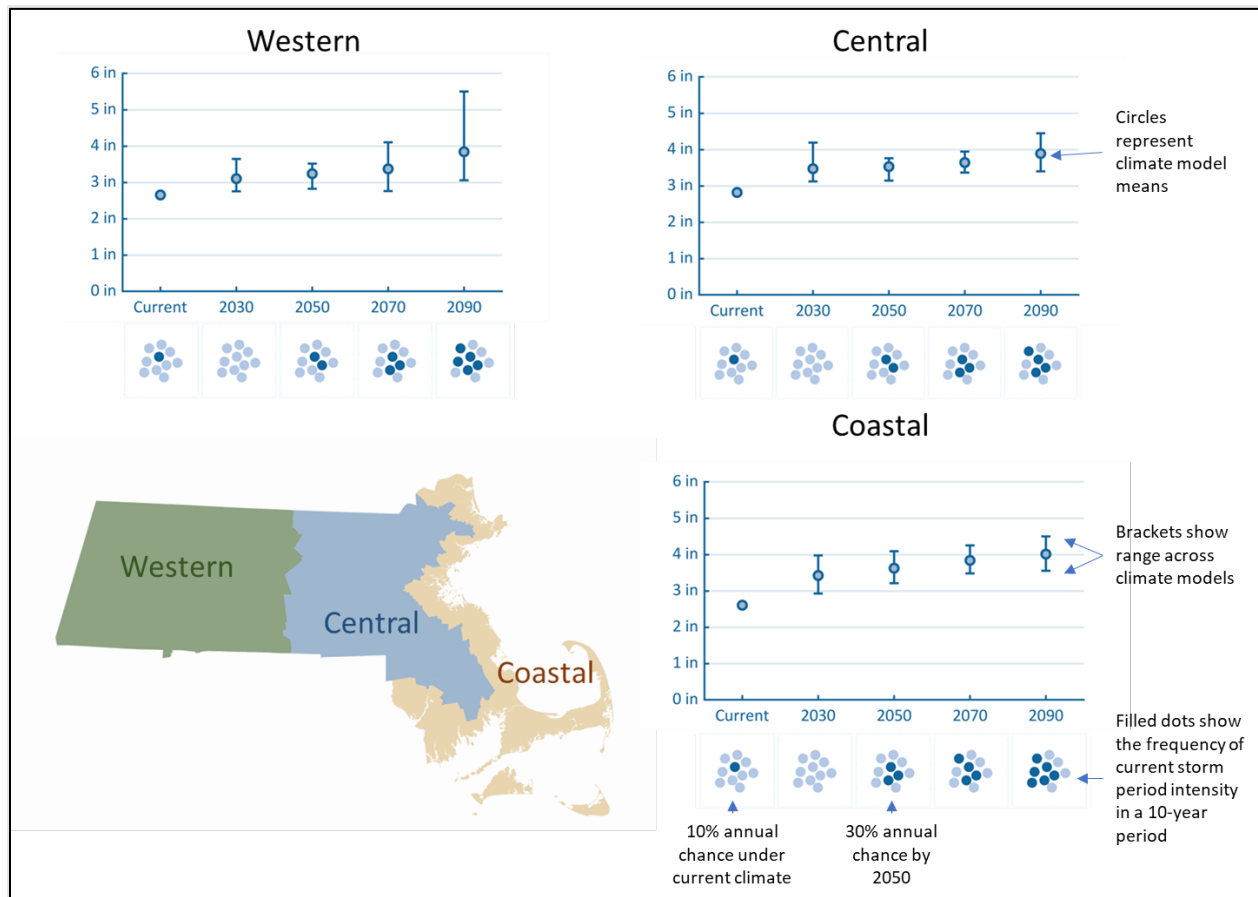 Western
6 in
5 in
4 in
3 in
2 in
1 in
0 in
Current 2030 2050 2070 2090
Central
6 in
5 in
4 in
3 in
2 in
1 in
0 in
Current 2030 2050 2070 2090
Circles
represent
climate model
means
Western
Central
Coastal
Coastal
6 in
5 in
4 in
3 in
2 in
1 in
0 in
Current 2030 2050 2070 2090
Brackets show
range across
climate models
Filled dots show
the frequency of
current storm
period intensity
in a 10-year
period
10% annual
chance under
current climate
30% annual
chance by
2050